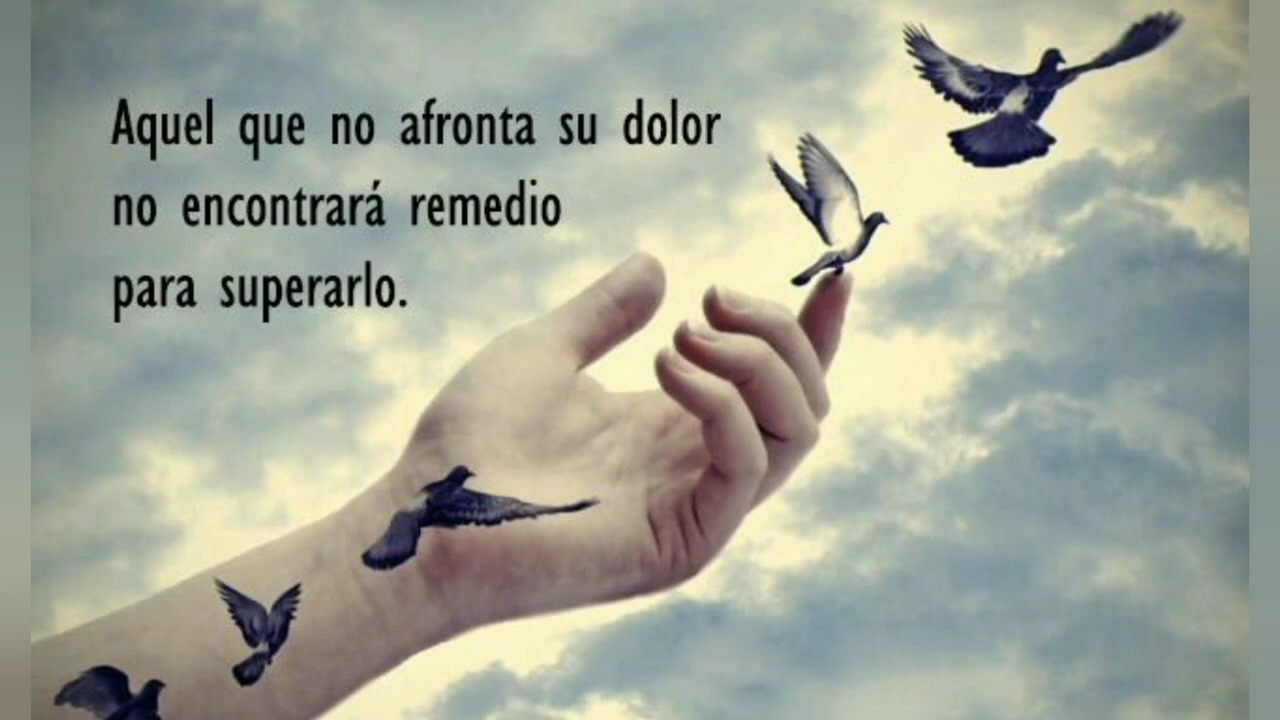 Aquel que no afronta su dolor
no encontrará remedio
para superarlo.